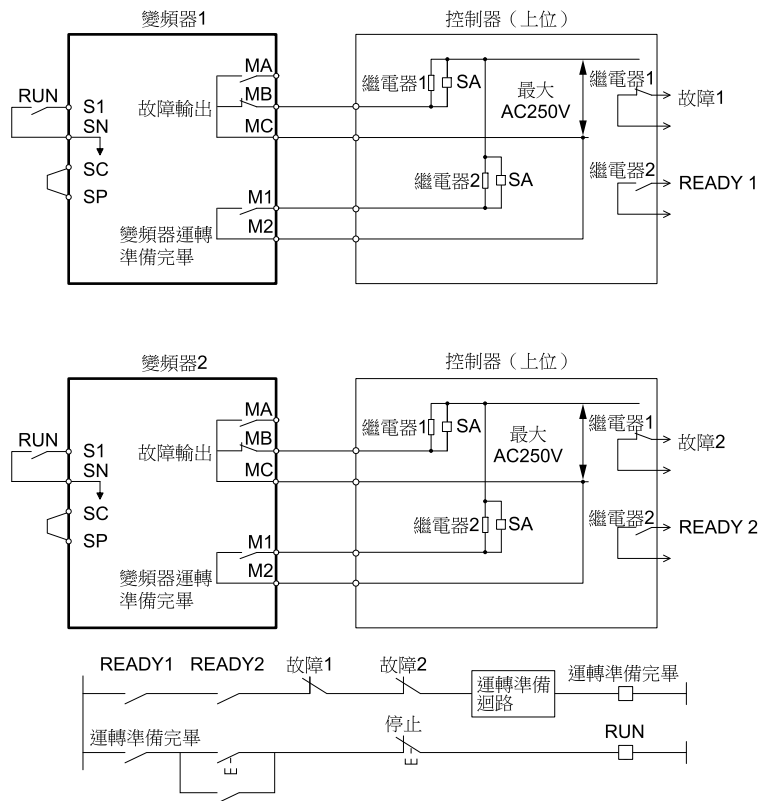 變頻器1
控制器（上位）
MA
RUN
S1
故障輸出
MB
繼電器1
SA
最大
AC250V
繼電器1
故障1
SN
MC
SC
SP
繼電器2
SA
繼電器2
READY 1
M1
變頻器運轉
準備完畢
M2
變頻器2
控制器（上位）
MA
RUN
S1
故障輸出
MB
繼電器1
SA
最大
AC250V
繼電器1
故障2
SN
MC
SC
SP
繼電器2
SA
繼電器2
READY 2
M1
變頻器運轉
準備完畢
M2
READY1
READY2
故障1
故障2
運轉準備
迴路
運轉準備完畢
運轉準備完畢
停止
RUN